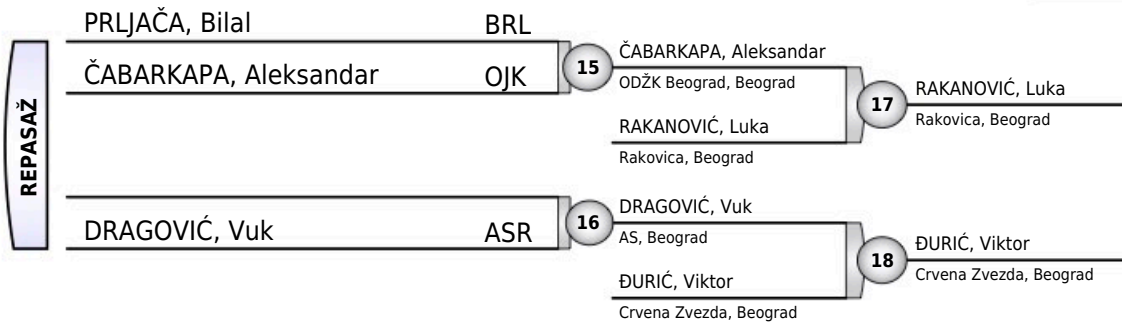 PRLJAČA, Bilal BRL
ČABARKAPA, Aleksandar OJK
15
ČABARKAPA, Aleksandar
ODŽK Beograd, Beograd
RAKANOVIĆ, Luka
Rakovica, Beograd
17
RAKANOVIĆ, Luka
Rakovica, Beograd
REPASAŽ
DRAGOVIĆ, Vuk ASR
16
DRAGOVIĆ, Vuk
AS, Beograd
ĐURIĆ, Viktor
Crvena Zvezda, Beograd
18
ĐURIĆ, Viktor
Crvena Zvezda, Beograd